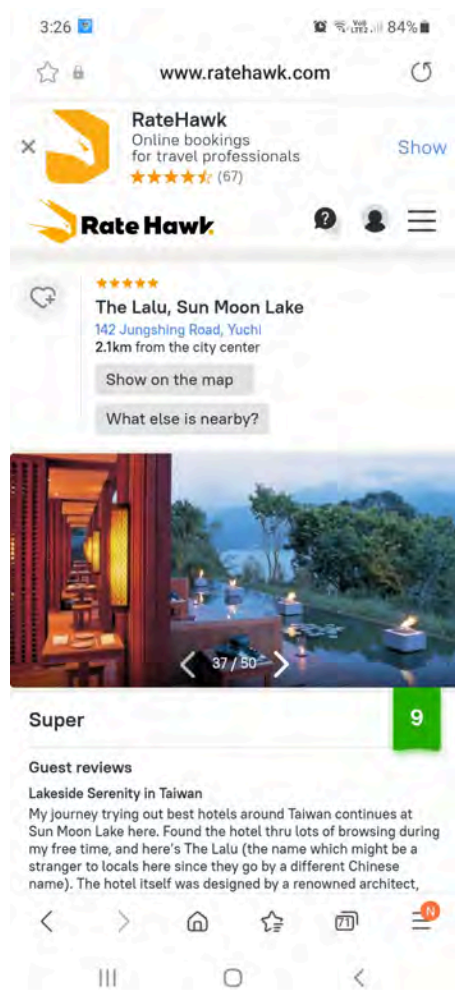 3:26
Vo)) LTE2 84%
www.ratehawk.com
RateHawk
Online bookings
for travel professionals
(67)
Show
Rate Hawk.
The Lalu, Sun Moon Lake
142 Jungshing Road, Yuchi
2.1km from the city center
Show on the map
What else is nearby?
37 / 50
Super
9
Guest reviews
Lakeside Serenity in Taiwan
My journey trying out best hotels around Taiwan continues at
Sun Moon Lake here. Found the hotel thru lots of browsing during
my free time, and here's The Lalu (the name which might be a
stranger to locals here since they go by a different Chinese
name). The hotel itself was designed by a renowned architect,
71
N